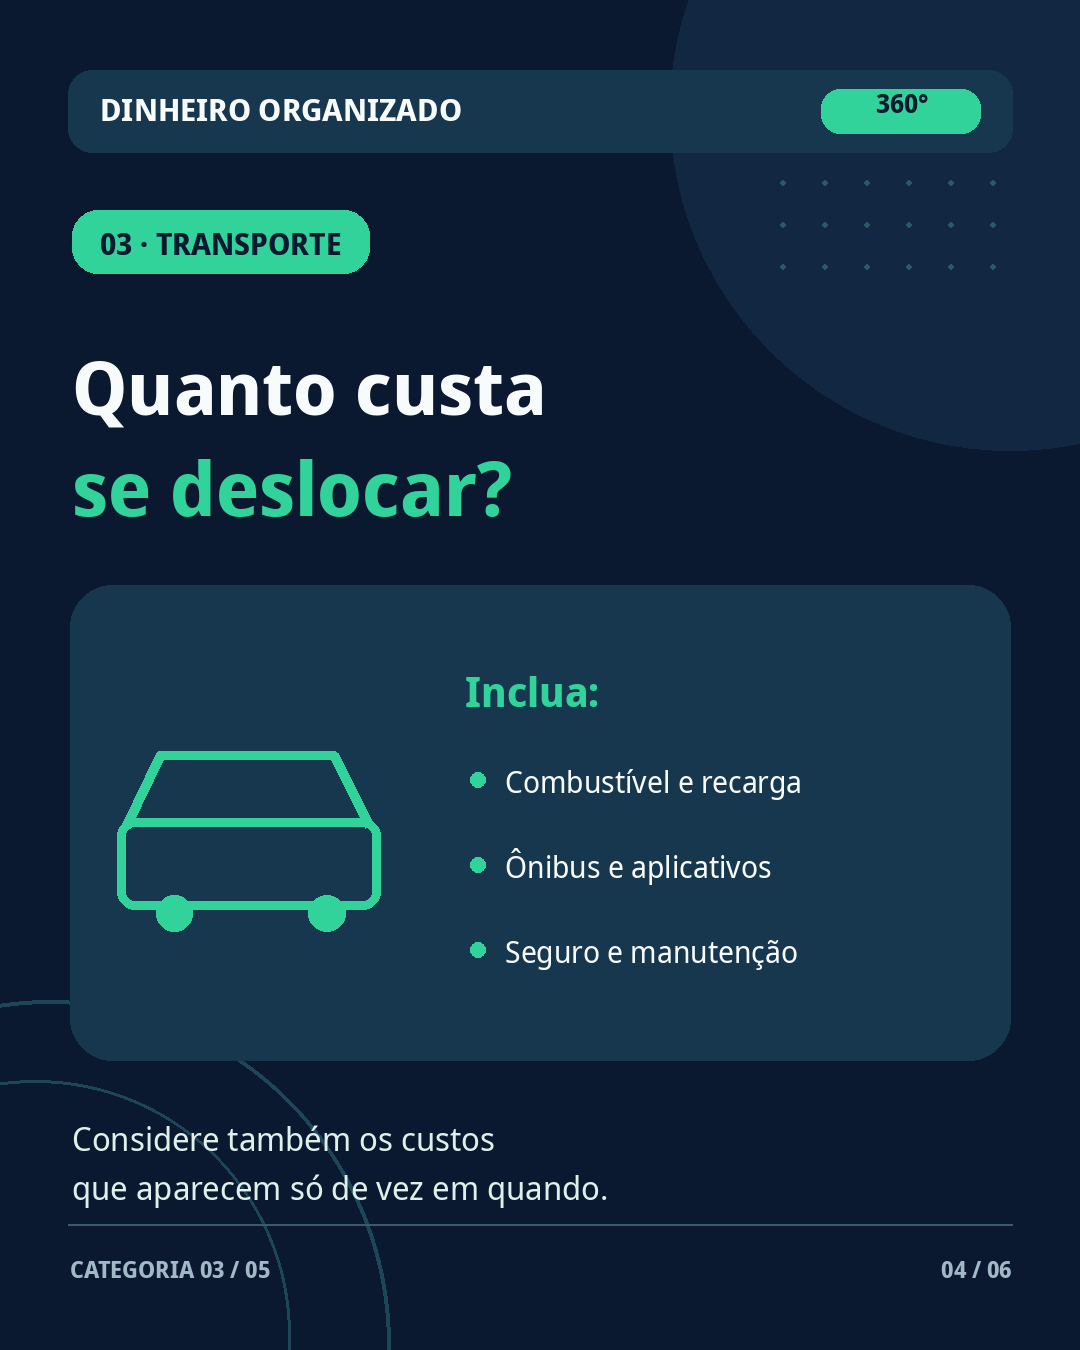 DINHEIRO ORGANIZADO
360°
03 · TRANSPORTE
Quanto custa
se deslocar?
Inclua:
Combustível e recarga
Ônibus e aplicativos
Seguro e manutenção
Considere também os custos
que aparecem só de vez em quando.
CATEGORIA 03 / 05
04 / 06